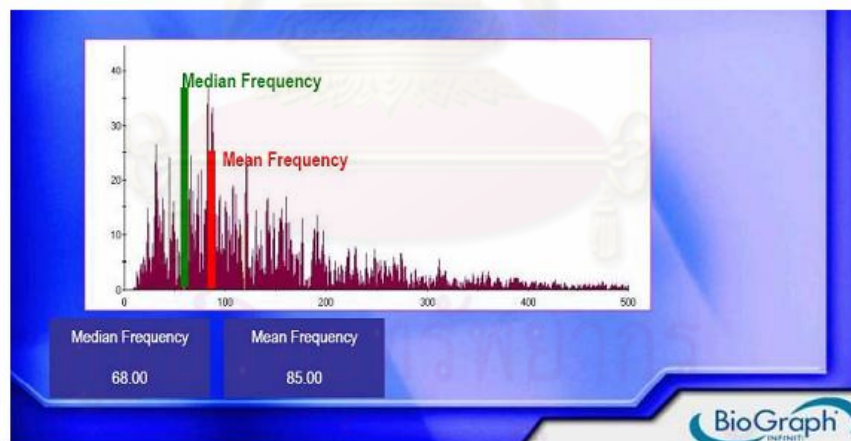 40
Median Frequency
30
Mean Frequency
20
10
0
0 100 200 300 400 500
Median Frequency Mean Frequency
68.00 85.00
BioGraph
INFINITI